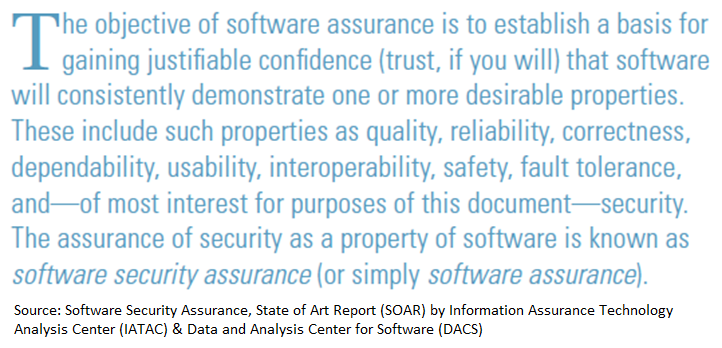 The objective of software assurance is to establish a basis for
gaining justifiable confidence (trust, if you will) that software
will consistently demonstrate one or more desirable properties.
These include such properties as quality, reliability, correctness,
dependability, usability, interoperability, safety, fault tolerance,
and—of most interest for purposes of this document—security.
The assurance of security as a property of software is known as
software security assurance (or simply software assurance).
Source: Software Security Assurance, State of Art Report (SOAR) by Information Assurance Technology
Analysis Center (IATAC) & Data and Analysis Center for Software (DACS)